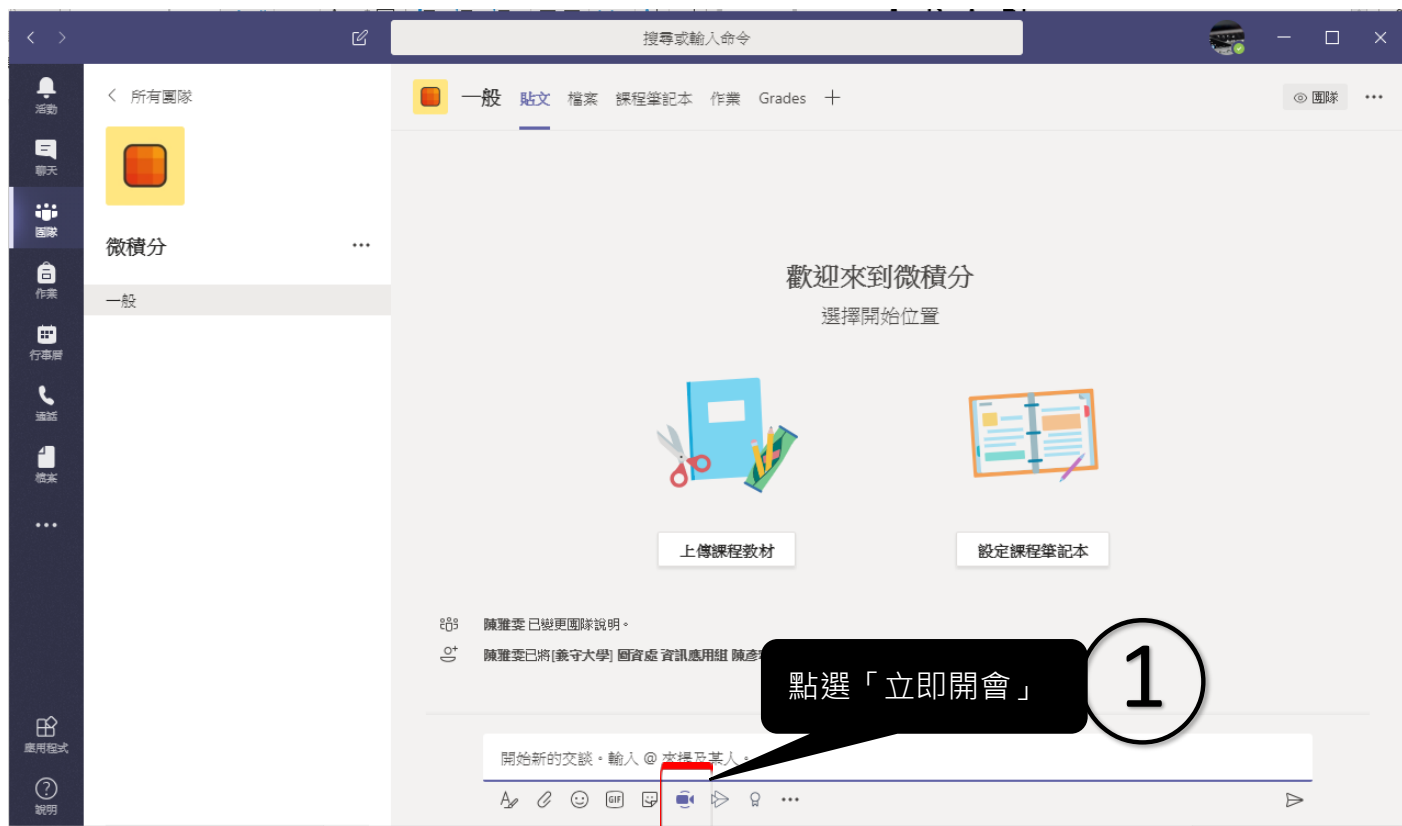 搜尋或輸入命令
活動
聊天
團隊
作業
行事曆
通話
檔案
應用程式
說明
所有團隊
微積分
一般
一般 貼文 檔案 課程筆記本 作業 Grades
團隊
歡迎來到微積分
選擇開始位置
上傳課程教材
設定課程筆記本
陳雅雯 已變更團隊說明。
陳雅雯已將[義守大學] 圖資處 資訊應用組 陳彥
點選「立即開會」
1
開始新的交談。輸入 @ 來提及某人。
GIF